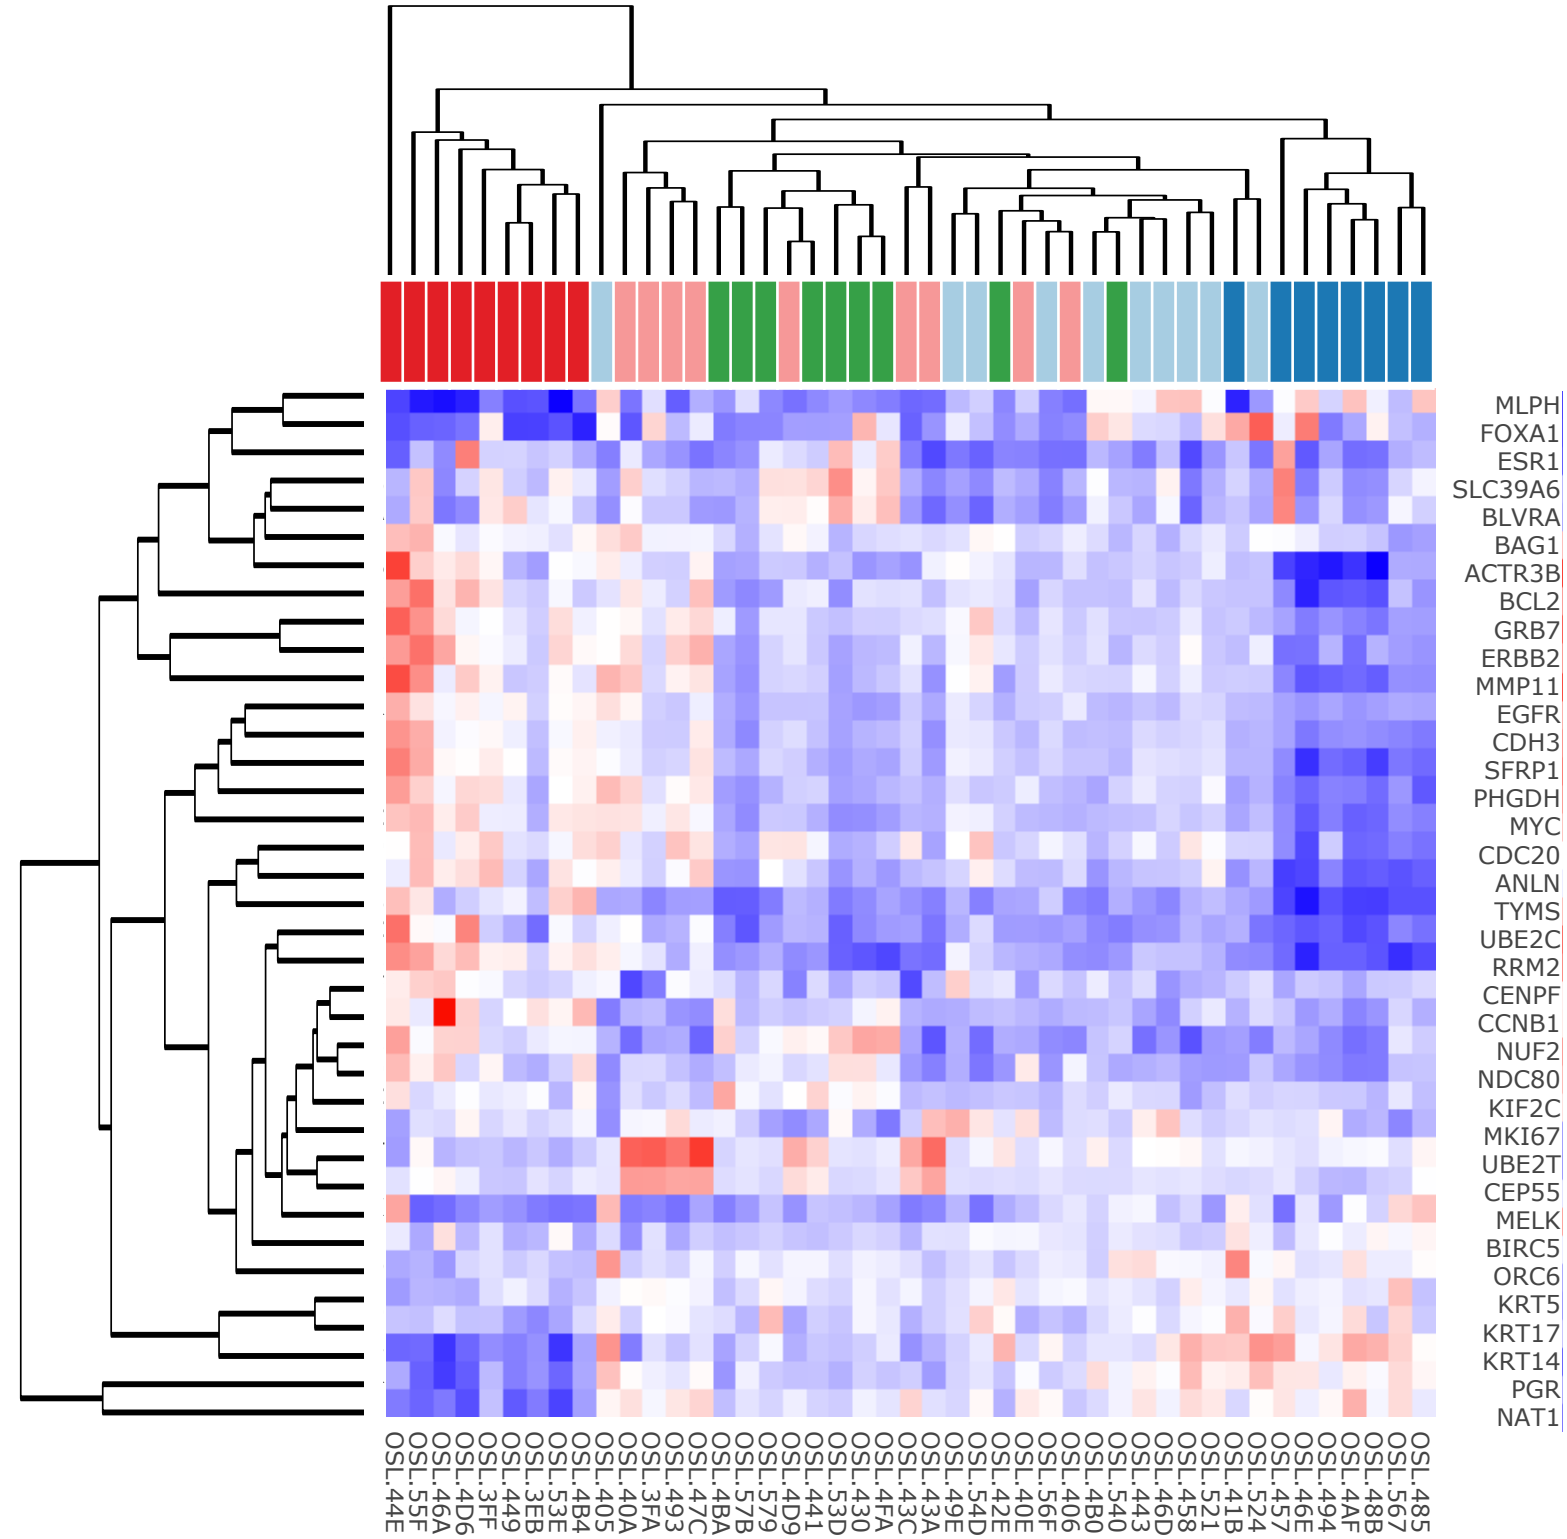 MLPH
FOXA1
ESR1
SLC39A6
BLVRA
BAG1
ACTR3B
BCL2
GRB7
ERBB2
MMP11
EGFR
CDH3
SFRP1
PHGDH
MYC
CDC20
ANLN
TYMS
UBE2C
RRM2
CENPF
CCNB1
NUF2
NDC80
KIF2C
MKI67
UBE2T
CEP55
MELK
BIRC5
ORC6
KRT5
KRT17
KRT14
PGR
NAT1
OSL.44E
OSL.55F
OSL.46A
OSL.4D6
OSL.3FF
OSL.449
OSL.3EB
OSL.53E
OSL.4B4
OSL.405
OSL.40A
OSL.3FA
OSL.493
OSL.47C
OSL.4BA
OSL.57B
OSL.579
OSL.4D9
OSL.441
OSL.53D
OSL.430
OSL.4FA
OSL.43C
OSL.43A
OSL.49E
OSL.54D
OSL.42E
OSL.40E
OSL.56F
OSL.406
OSL.4B0
OSL.540
OSL.443
OSL.46D
OSL.458
OSL.521
OSL.41B
OSL.524
OSL.457
OSL.46E
OSL.494
OSL.4AF
OSL.48B
OSL.567
OSL.485